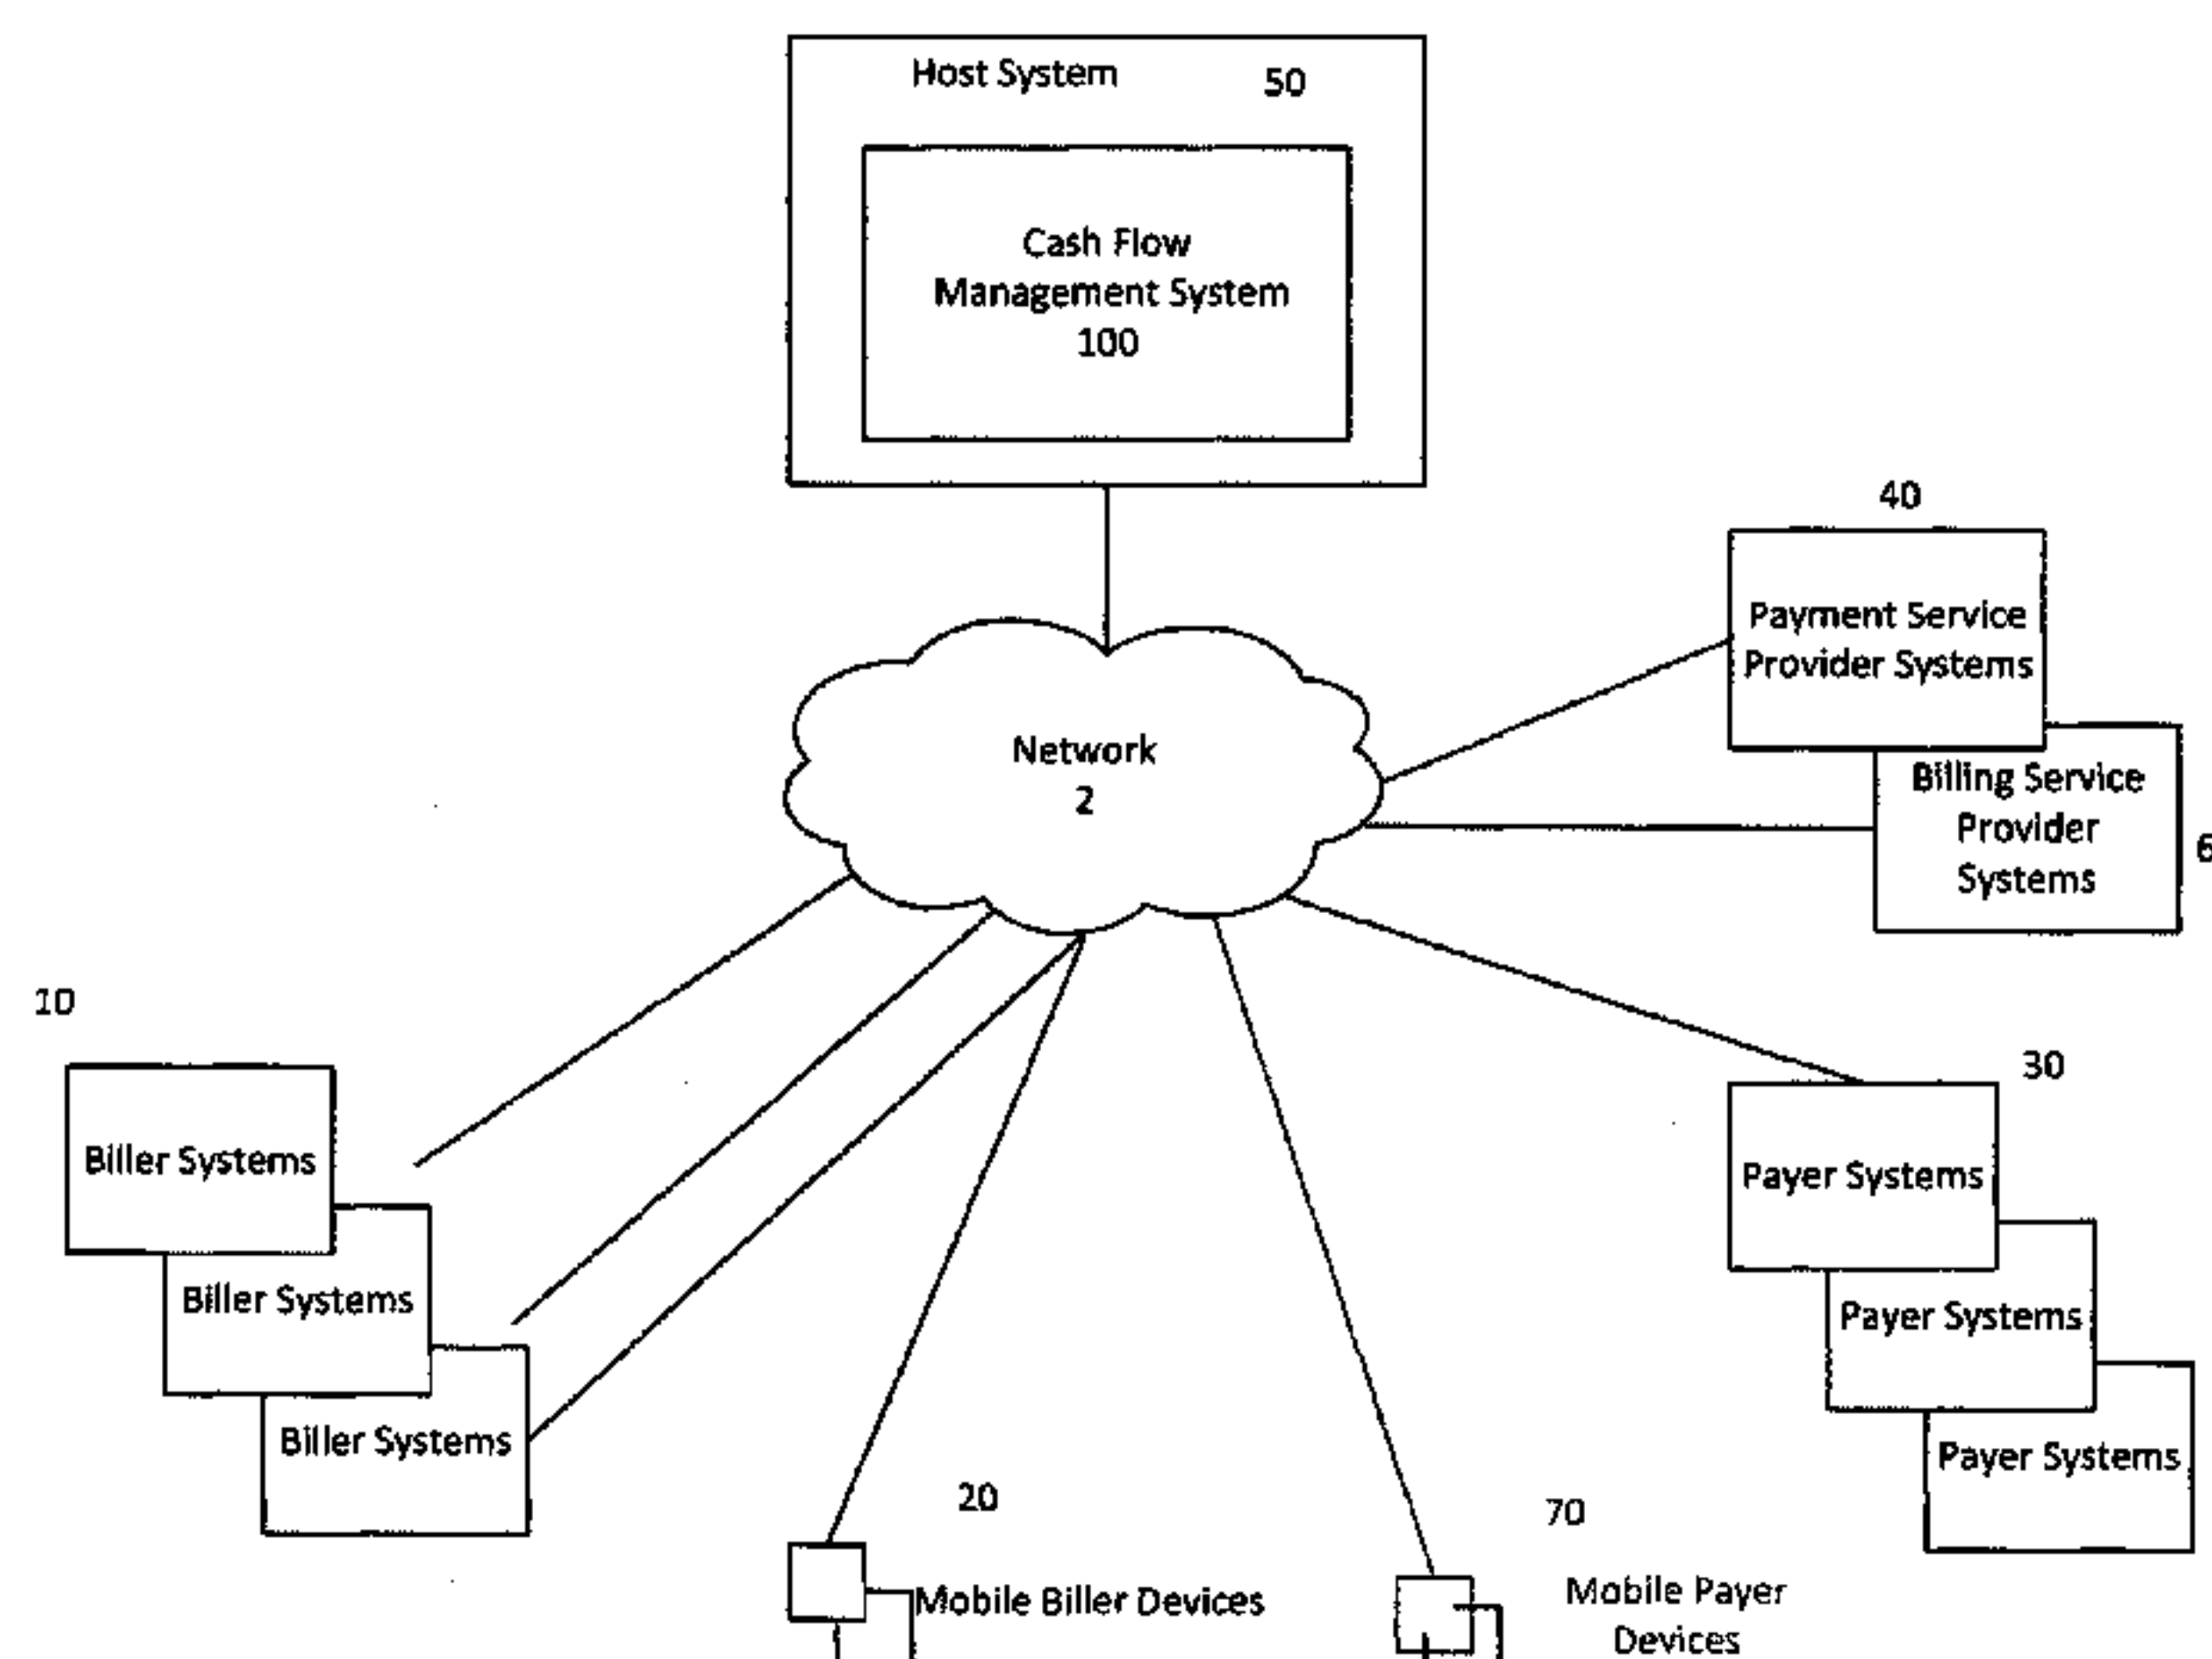 Host System 50
Cash Flow
Management System
100
40
Payment Service
Provider Systems
Network
2
Billing Service
Provider
Systems
6
10
30
Biller Systems
Payer Systems
Biller Systems
Payer Systems
Biller Systems
Payer Systems
20
70
Mobile Biller Devices
Mobile Payer
Devices